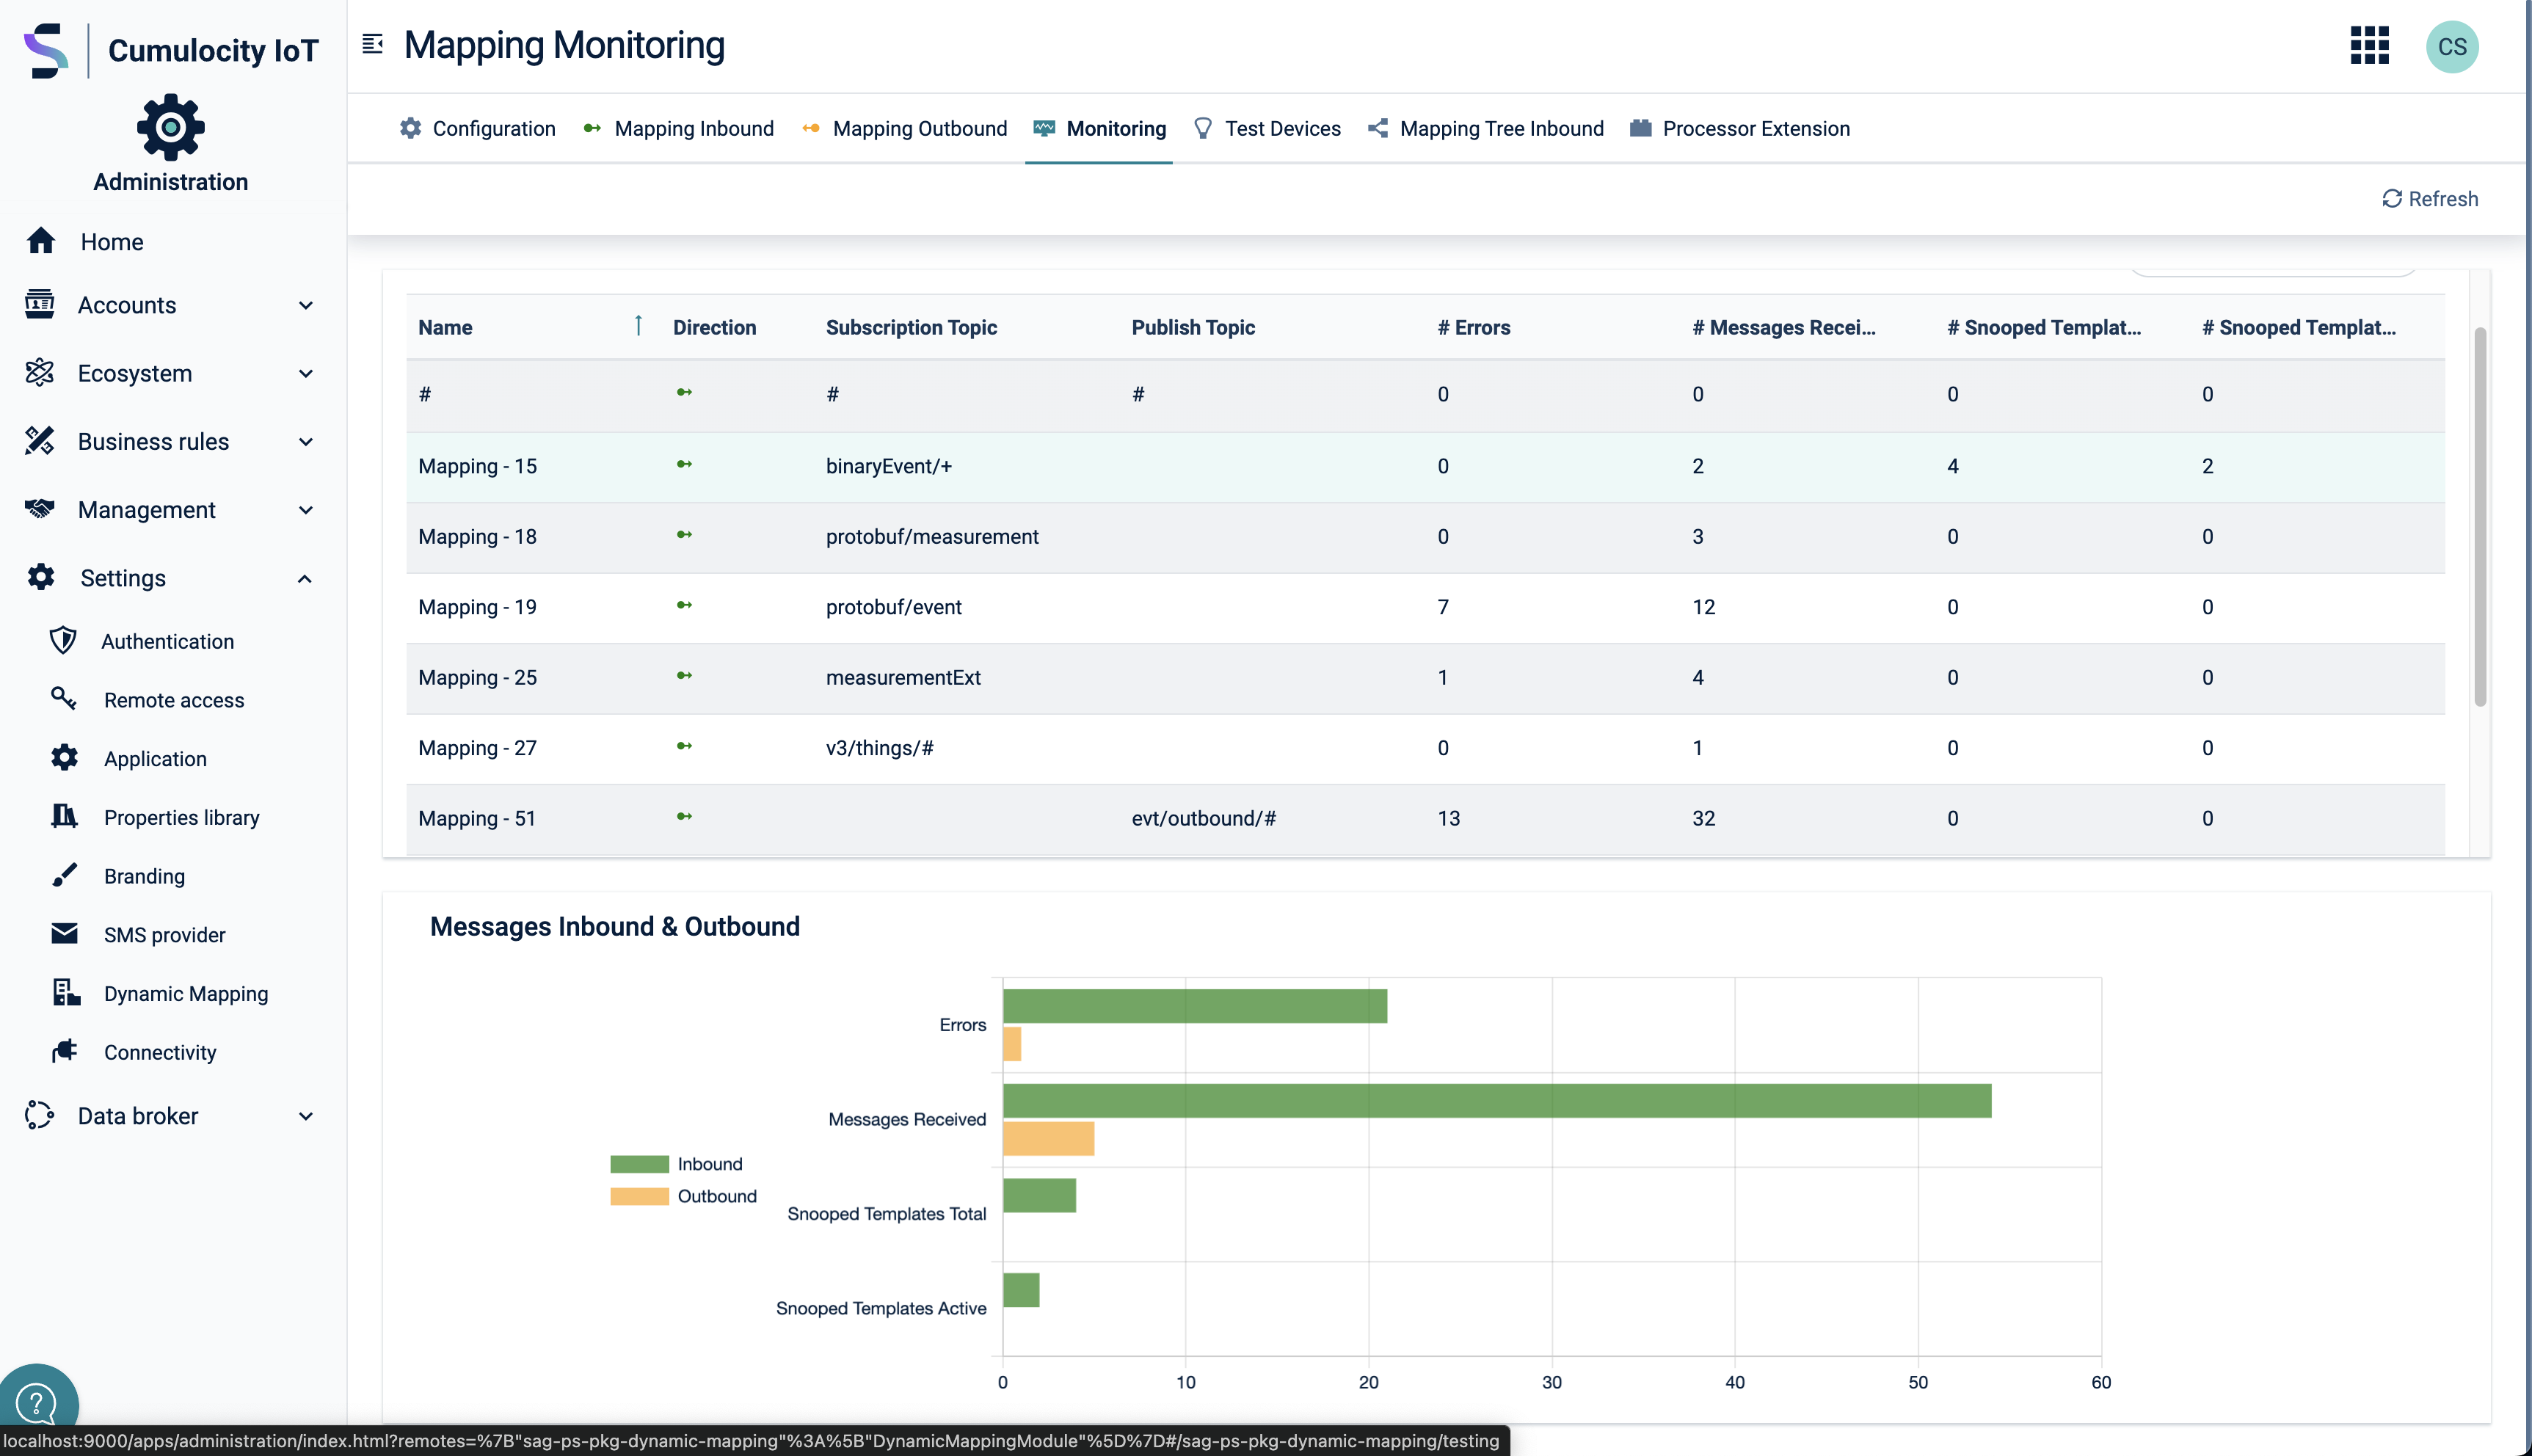 Cumulocity IoT
Administration
Home
Accounts
Ecosystem
Business rules
Management
Settings
Authentication
Remote access
Application
Properties library
Branding
SMS provider
Dynamic Mapping
Connectivity
Data broker
Mapping Monitoring
CS
Configuration Mapping Inbound Mapping Outbound Monitoring Test Devices Mapping Tree Inbound Processor Extension
Refresh
Name Direction Subscription Topic Publish Topic # Errors # Messages Recei... # Snooped Templat... # Snooped Templat...
# # # 0 0 0 0
Mapping - 15 binaryEvent/+ 0 2 4 2
Mapping - 18 protobuf/measurement 0 3 0 0
Mapping - 19 protobuf/event 7 12 0 0
Mapping - 25 measurementExt 1 4 0 0
Mapping - 27 v3/things/# 0 1 0 0
Mapping - 51 evt/outbound/# 13 32 0 0
Messages Inbound & Outbound
Inbound
Outbound
Errors
Messages Received
Snooped Templates Total
Snooped Templates Active
0 10 20 30 40 50 60
?
localhost:9000/apps/administration/index.html?remotes=%7B"sag-ps-pkg-dynamic-mapping"%3A%5B"DynamicMappingModule"%5D%7D#/sag-ps-pkg-dynamic-mapping/testing